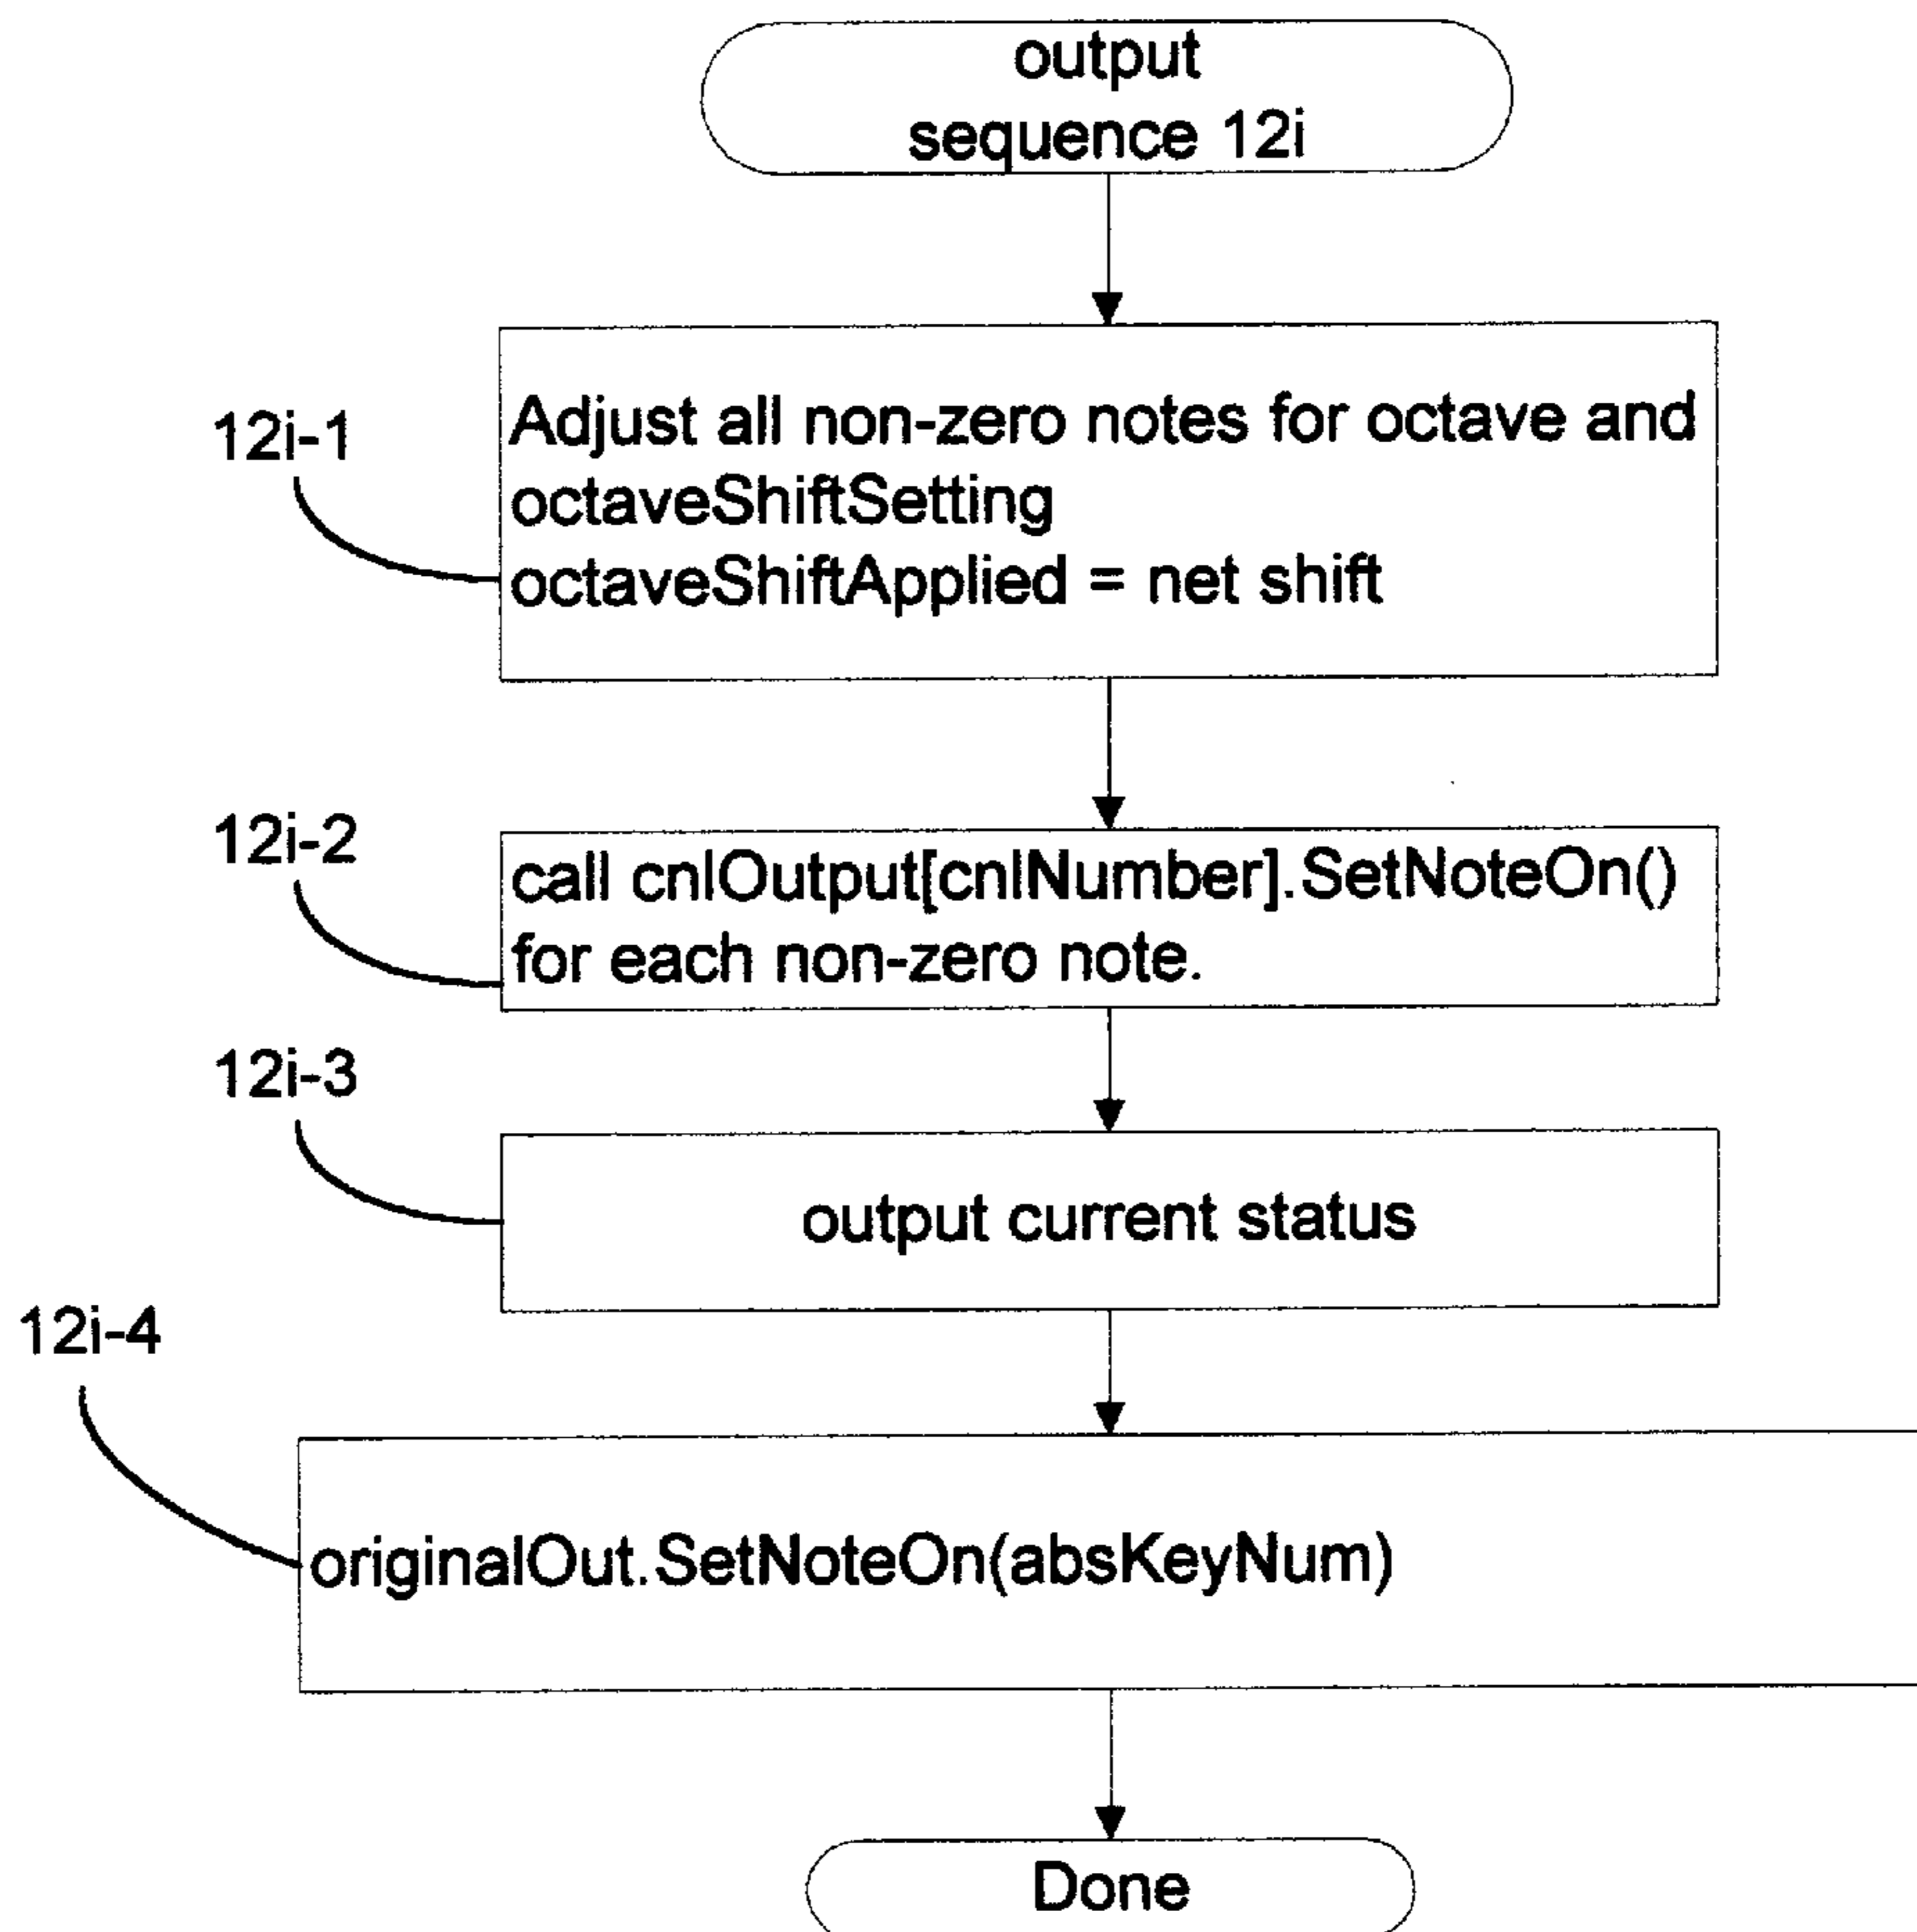 output
sequence 12i
12i-1
Adjust all non-zero notes for octave and
octaveShiftSetting
octaveShiftApplied = net shift
12i-2
call cnlOutput[cnlNumber].SetNoteOn()
for each non-zero note.
12i-3
output current status
12i-4
originalOut.SetNoteOn(absKeyNum)
Done